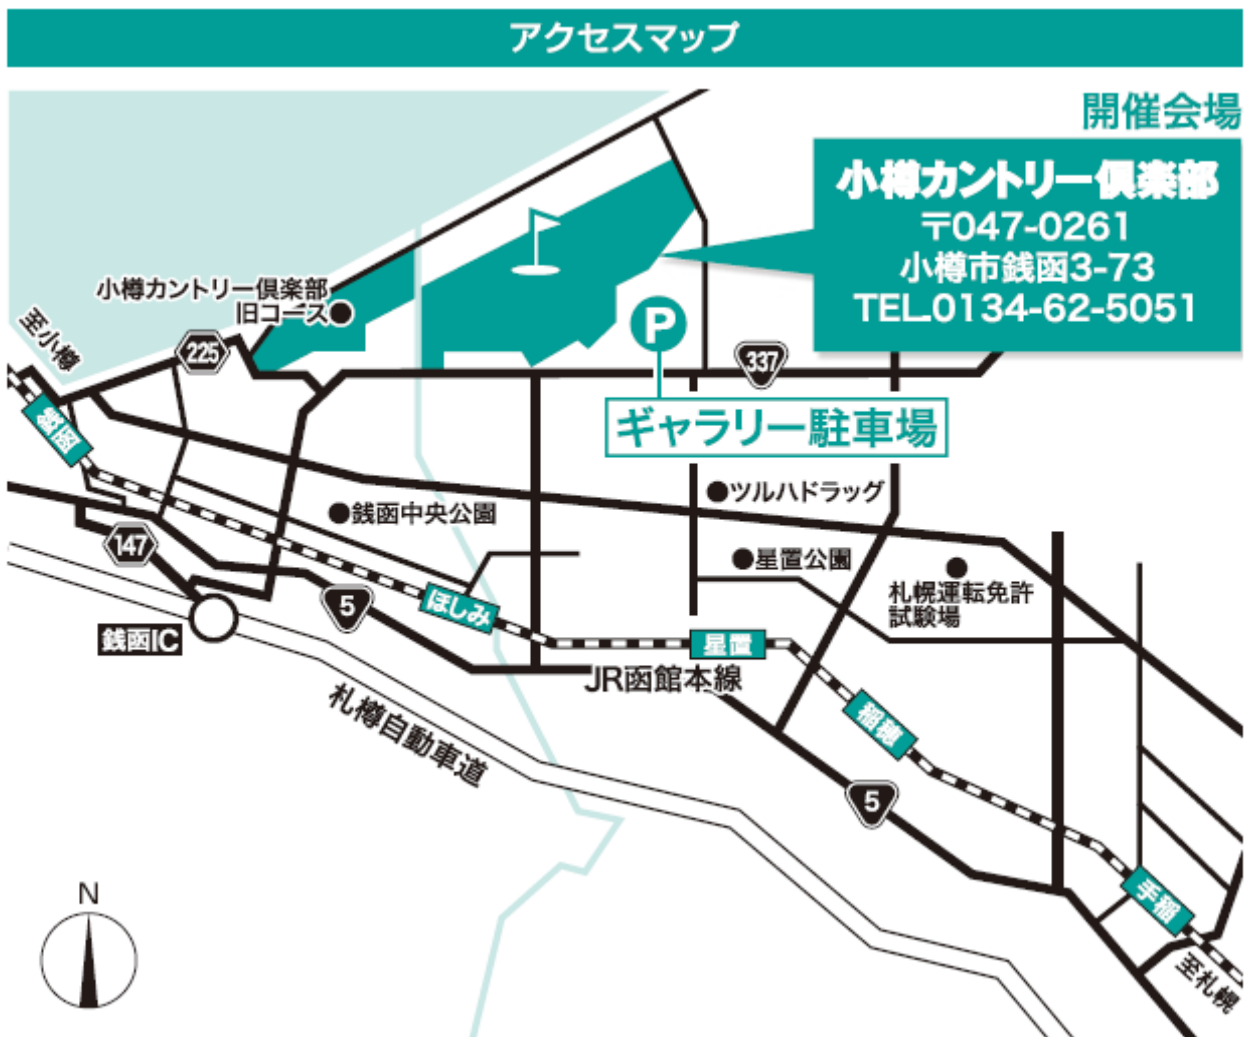 アクセスマップ
開催会場
小樽カントリー倶楽部
〒047-0261
小樽市銭函3-73
TEL.0134-62-5051
小樽カントリー倶楽部
旧コース
至小樽
225
337
P
ギャラリー駐車場
銭函
ツルハドラッグ
銭函中央公園
147
星置公園
札幌運転免許
試験場
5
ほしみ
銭函IC
星置
JR函館本線
札樽自動車道
稲穂
5
手稲
N
至札幌